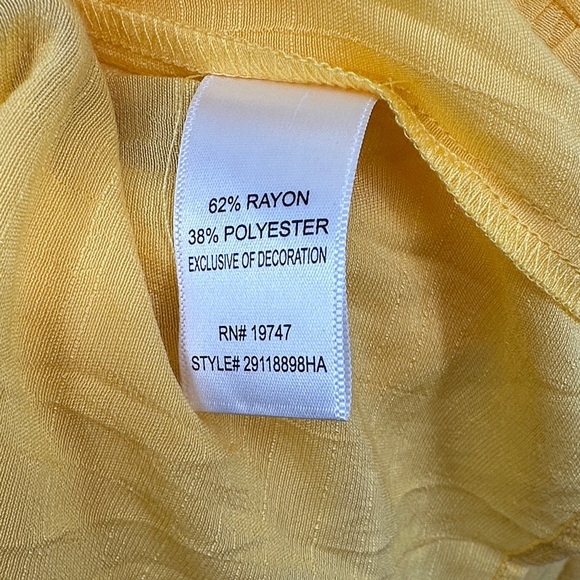 62% RAYON
38% POLYESTER
EXCLUSIVE OF DECORATION
RN# 19747
STYLE# 29118898HA